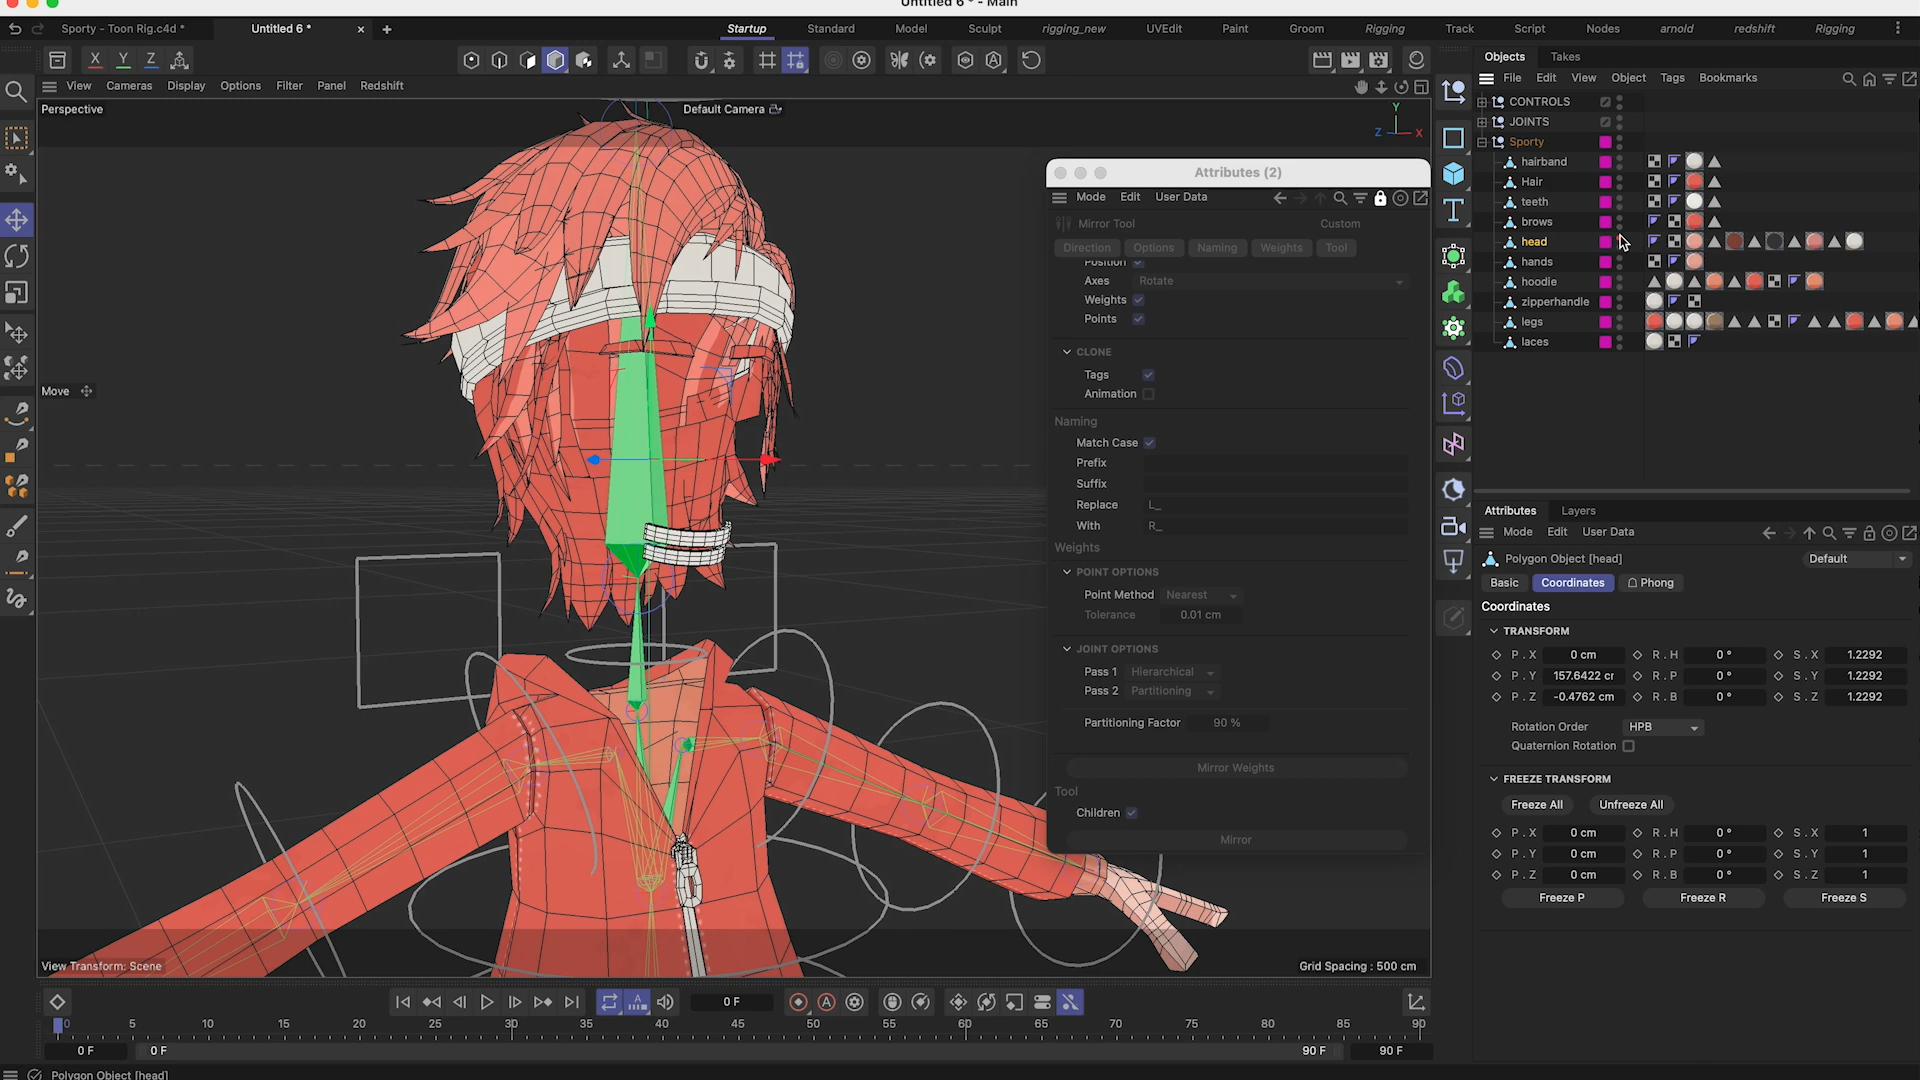 Untitled 6 * - Main
Sporty - Toon Rig.c4d *
Untitled 6 *
Startup
Standard
Model
Sculpt
rigging_new
UVEdit
Paint
Groom
Rigging
Track
Script
Nodes
arnold
redshift
Rigging
X
Y
Z
Objects
Takes
View
Cameras
Display
Options
Filter
Panel
Redshift
File
Edit
View
Object
Tags
Bookmarks
Perspective
Default Camera
Y
Z
X
CONTROLS
JOINTS
Sporty
hairband
Hair
teeth
brows
head
hands
hoodie
zipperhandle
legs
laces
Attributes (2)
Mode
Edit
User Data
Mirror Tool
Custom
Direction
Options
Naming
Weights
Tool
Position
Axes
Rotate
Weights
Points
CLONE
Tags
Animation
Naming
Match Case
Prefix
Suffix
Replace
L_
With
R_
Weights
POINT OPTIONS
Point Method
Nearest
Tolerance
0.01 cm
JOINT OPTIONS
Pass 1
Hierarchical
Pass 2
Partitioning
Partitioning Factor
90 %
Mirror Weights
Tool
Children
Mirror
Move
View Transform: Scene
Grid Spacing : 500 cm
Attributes
Layers
Mode
Edit
User Data
Polygon Object [head]
Default
Basic
Coordinates
Phong
Coordinates
TRANSFORM
P . X 0 cm R . H 0 ° S . X 1.2292
P . Y 157.6422 cr R . P 0 ° S . Y 1.2292
P . Z -0.4762 cm R . B 0 ° S . Z 1.2292
Rotation Order
HPB
Quaternion Rotation
FREEZE TRANSFORM
Freeze All
Unfreeze All
P . X 0 cm R . H 0 ° S . X 1
P . Y 0 cm R . P 0 ° S . Y 1
P . Z 0 cm R . B 0 ° S . Z 1
Freeze P
Freeze R
Freeze S
A
0 F
A
0 5 10 15 20 25 30 35 40 45 50 55 60 65 70 75 80 85 90
0 F
0 F
90 F
90 F
Polygon Object [head]